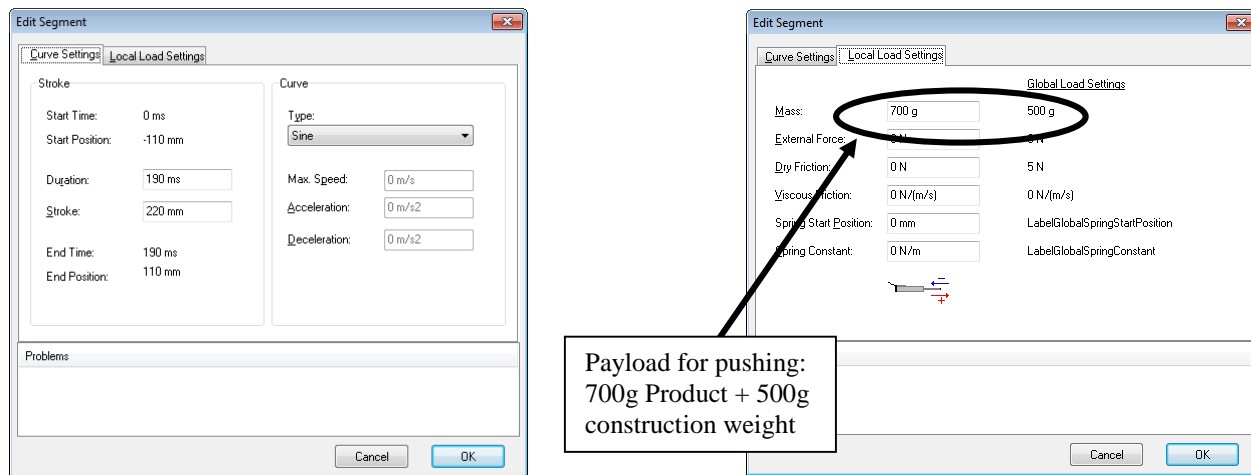 Edit Segment
Curve Settings
Local Load Settings
Stroke
Start Time: 0 ms
Start Position: -110 mm
Duration: 190 ms
Stroke: 220 mm
End Time: 190 ms
End Position: 110 mm
Curve
Type:
Sine
Max. Speed: 0 m/s
Acceleration: 0 m/s2
Deceleration: 0 m/s2
Problems
Cancel
OK
Edit Segment
Curve Settings
Local Load Settings
Global Load Settings
Mass: 700 g 500 g
External Force: 0 N 0 N
Dry Friction: 0 N 5 N
Viscous Friction: 0 N/(m/s) 0 N/(m/s)
Spring Start Position: 0 mm LabelGlobalSpringStartPosition
Spring Constant: 0 N/m LabelGlobalSpringConstant
Payload for pushing:
700g Product + 500g
construction weight
Cancel
OK